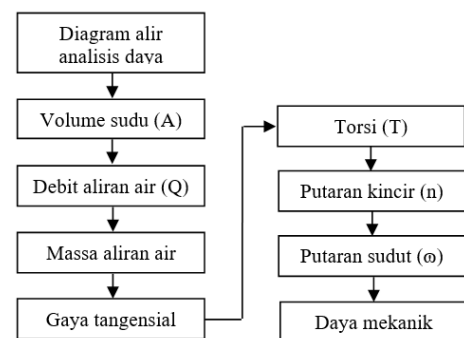 Diagram alir
analisis daya
Volume sudu (A)
Debit aliran air (Q)
Massa aliran air
Gaya tangensial
Torsi (T)
Putaran kincir (n)
Putaran sudut (ω)
Daya mekanik